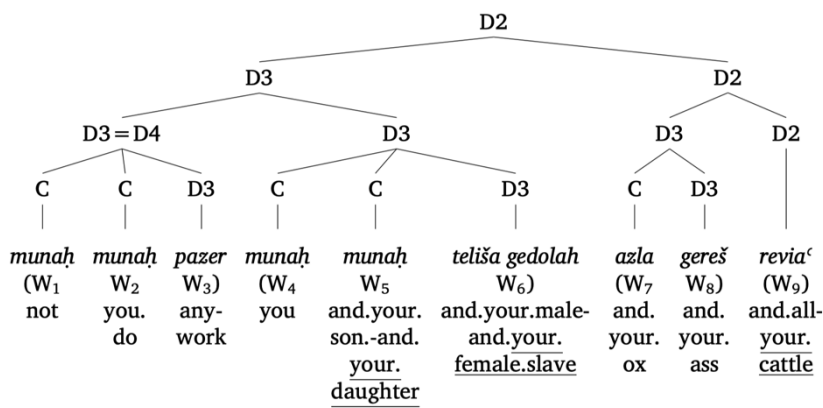 D2
D3 D2
D3=D4 D3 D3 D2
C C D3 C C D3 C D3
munaḥ munaḥ pazer munaḥ munaḥ teliša gedolah azla gereš reviaʿ
(W₁ W₂ W₃) (W₄ W₅ W₆) (W₇ W₈) (W₉)
not you. any- you and.your. and.your.male- and. and. and.all-
do work son.-and. and.your. your. your. your.
your. female.slave ox ass cattle
daughter